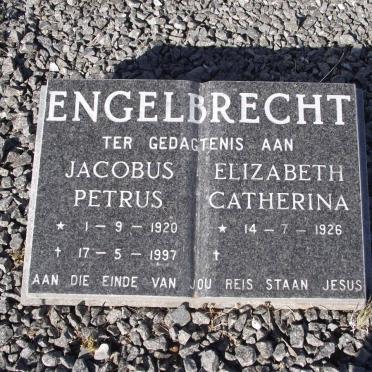 ENGELBRECHT
TER GEDAGTENIS AAN
JACOBUS ELIZABETH
PETRUS CATHERINA
* 1-9-1920 * 14-7-1926
† 17-5-1997 †
AAN DIE EINDE VAN JOU REIS STAAN JESUS